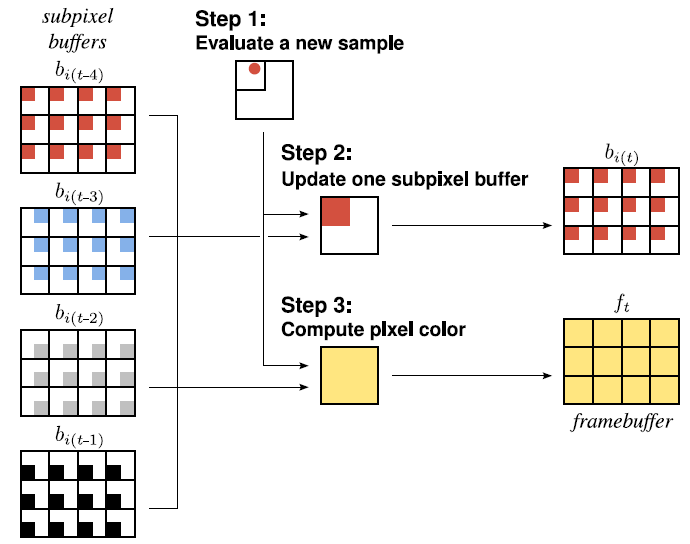 subpixel
buffers
b_{i(t-4)}
b_{i(t-3)}
b_{i(t-2)}
b_{i(t-1)}
Step 1:
Evaluate a new sample
Step 2:
Update one subpixel buffer
b_{i(t)}
Step 3:
Compute pixel color
f_t
framebuffer